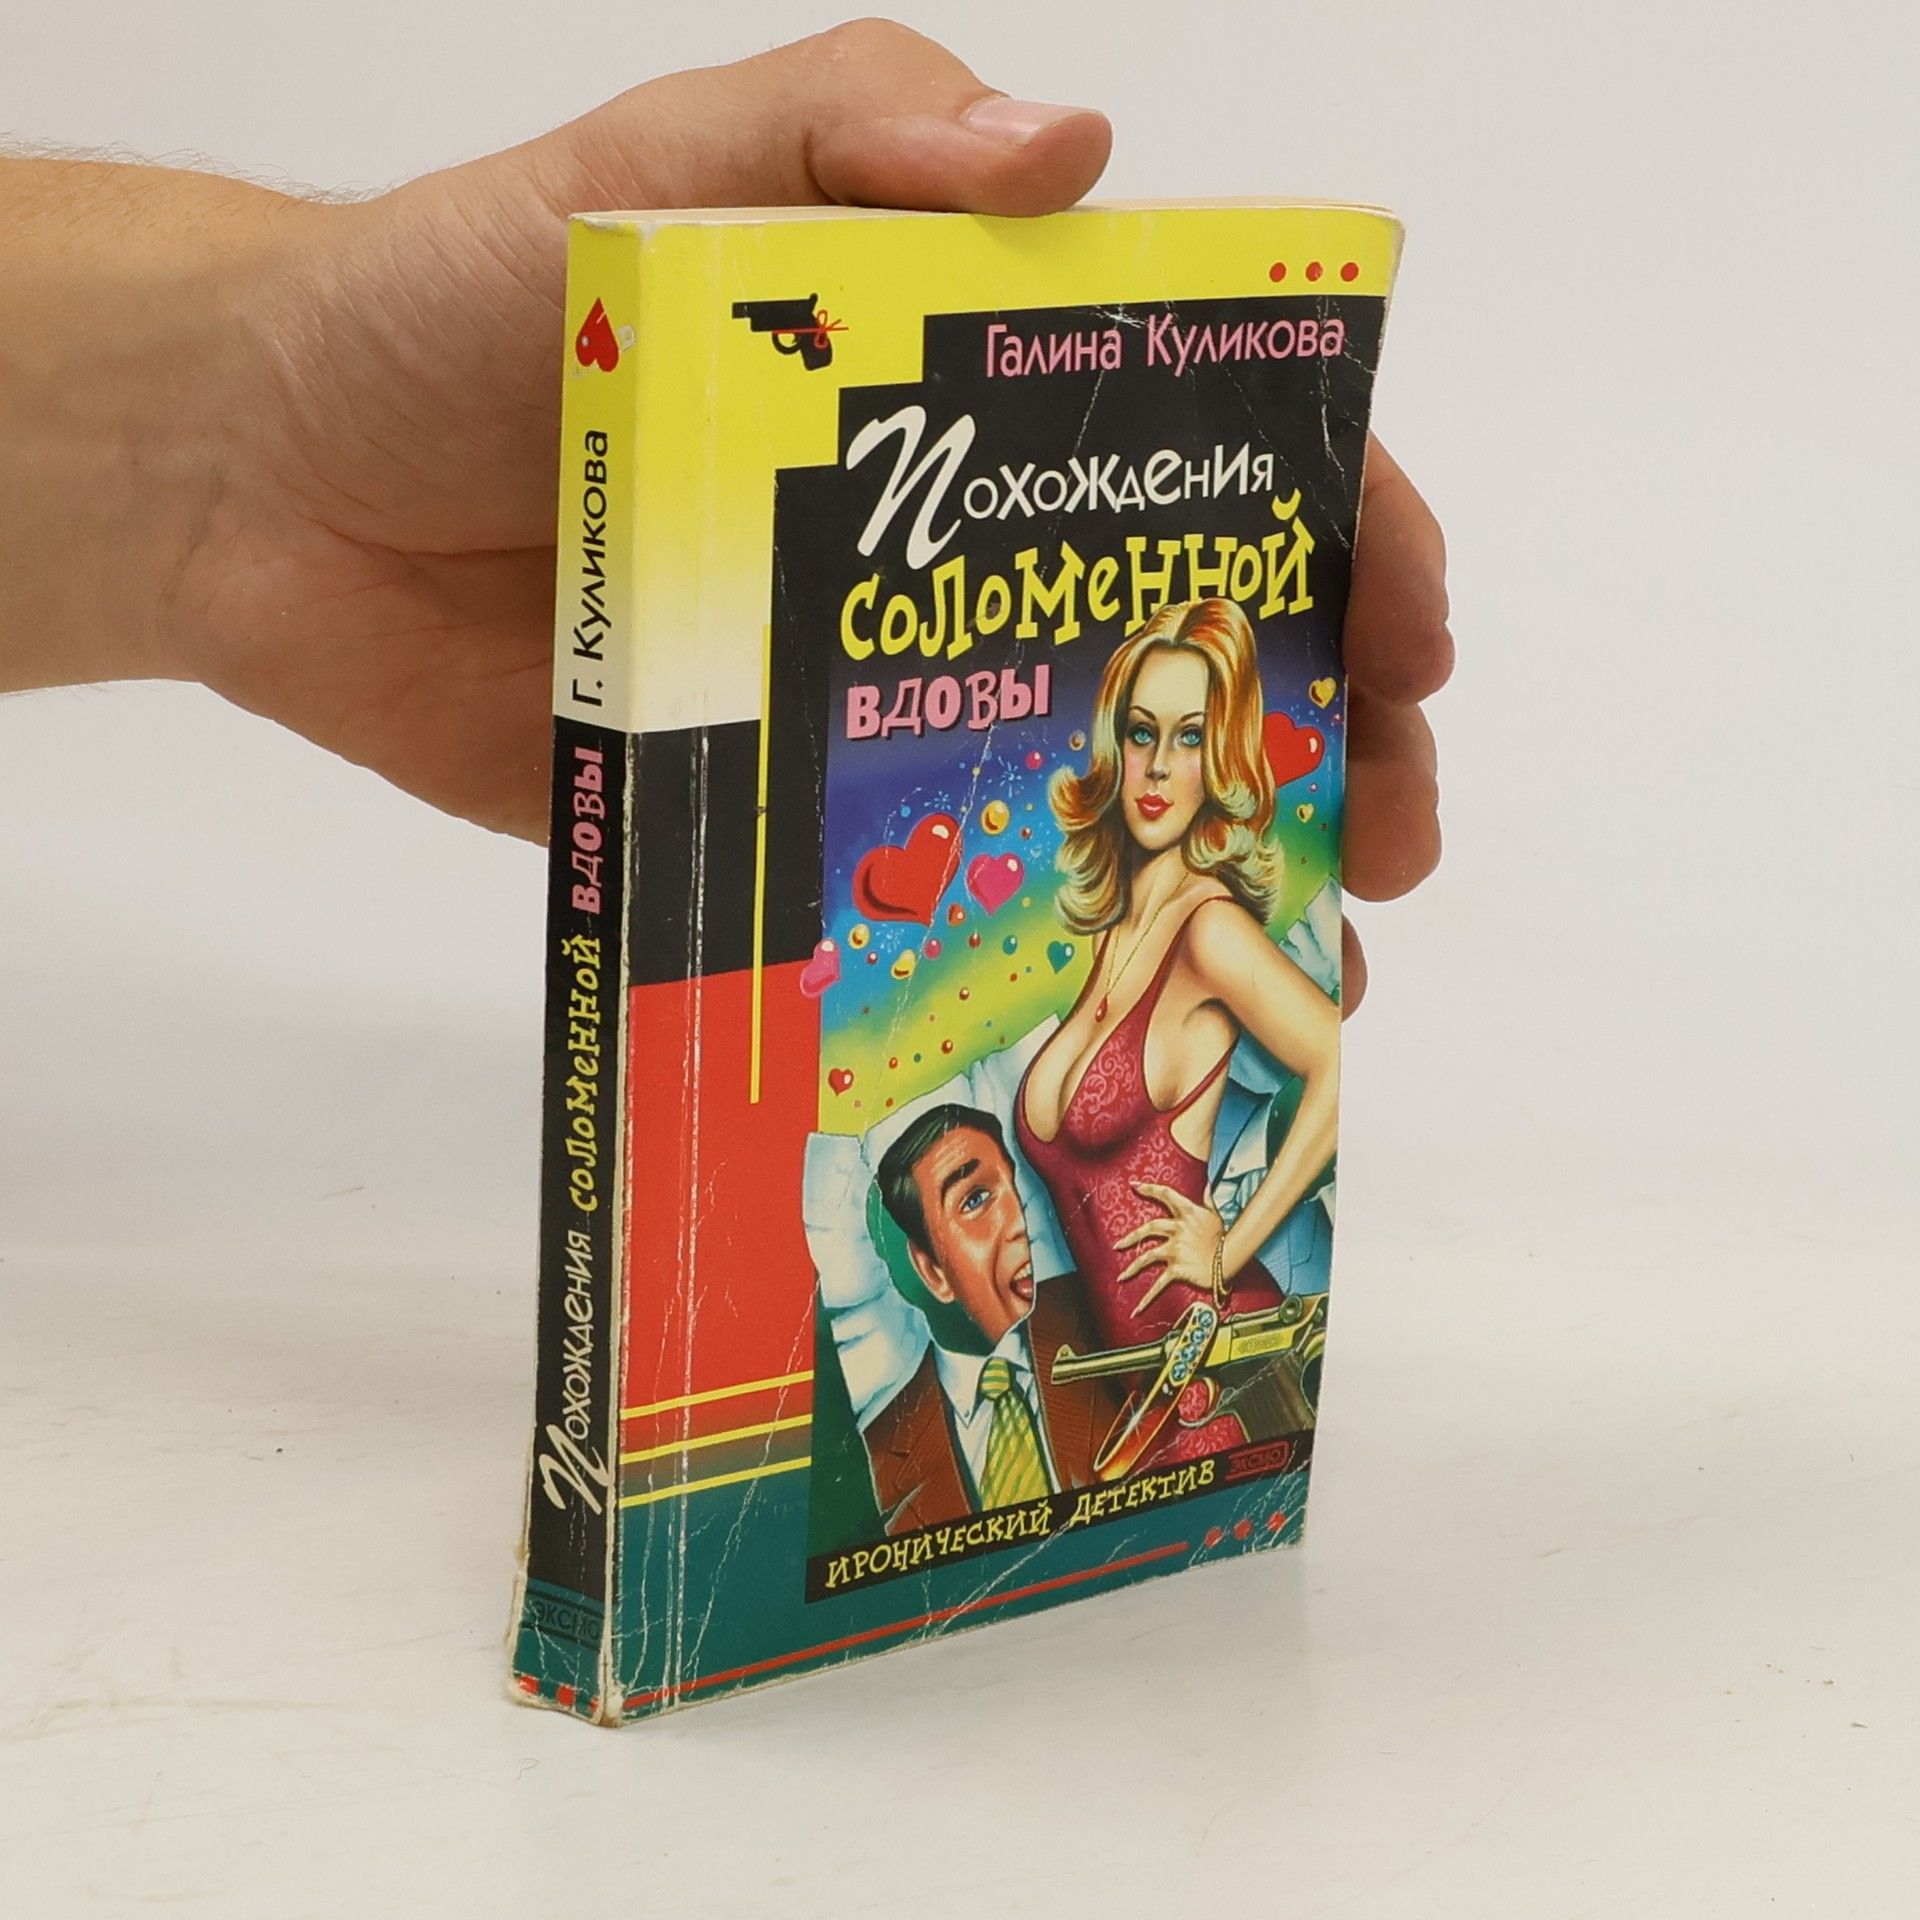 Г. Куликова
Похождения соломенной вдовы
ЭКСМО
Галина Куликова
Похождения
соломенной
вдовы
ЭКСМО
ИРОНИЧЕСКИЙ ДЕТЕКТИВ